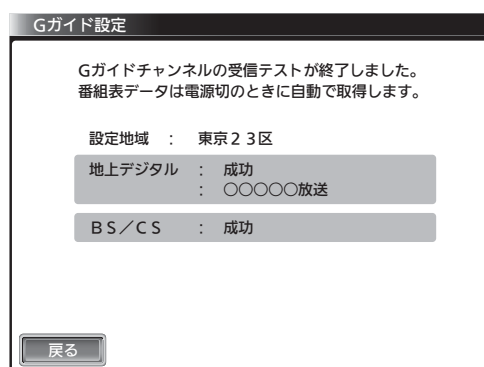 Gガイド設定
Gガイドチャンネルの受信テストが終了しました。
番組表データは電源切のときに自動で取得します。
設定地域 : 東京23区
地上デジタル : 成功
: ○○○○○放送
BS/CS : 成功
戻る